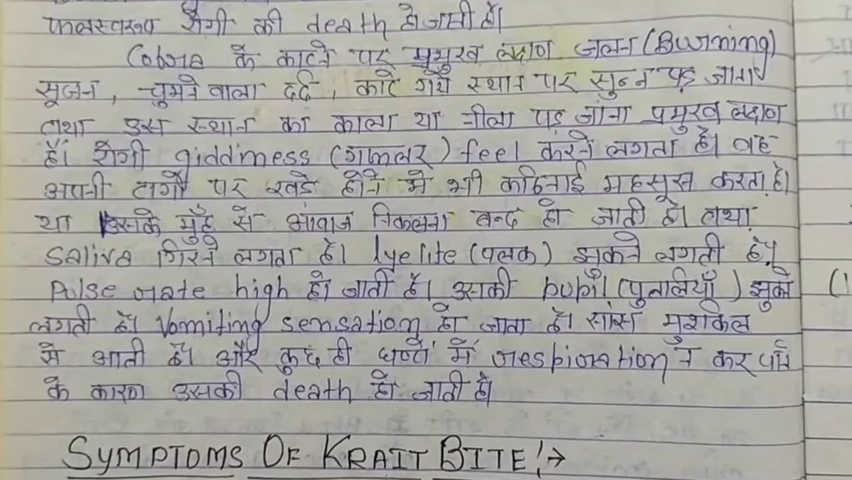 फलस्वरूप रोगी की death हो जाती है।
Cobra के काटने पर प्रमुख लक्षण जलन (Burning)
सूजन, चुभने वाला दर्द, काटे गये स्थान पर सुन्न पड़ जाना
तथा उस स्थान का काला या नीला पड़ जाना प्रमुख लक्षण
है। रोगी giddiness (चक्कर) feel करने लगता है। वह
अपनी टांगों पर खड़े होने में भी कठिनाई महसूस करता है।
या उसके मुँह से आवाज निकलना बन्द हो जाती है। तथा
saliva गिरने लगता है। lyelite (पलक) झुकने लगती है।
Pulse rate high हो जाती है। उसकी pupil (पुतलियाँ) झुकने
लगती है। Vomiting sensation हो जाता है। सांस मुश्किल
से आती है। और कुछ ही घण्टों में respiration न कर पाने
के कारण उसकी death हो जाती है।
SYMPTOMS OF KRAIT BITE!→